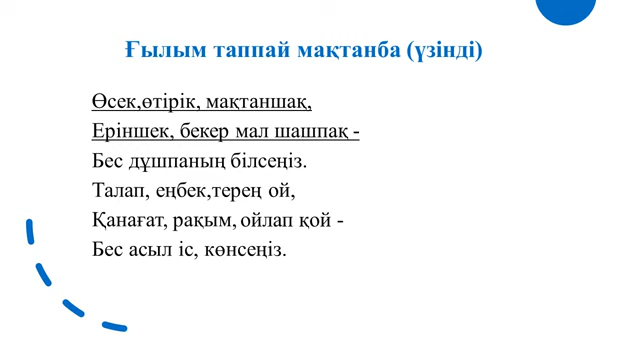 Ғылым таппай мақтанба (үзінді)
Өсек,өтірік, мақтаншақ,
Еріншек, бекер мал шашпақ -
Бес дұшпаның білсеңіз.
Талап, еңбек,терең ой,
Қанағат, рақым, ойлап қой -
Бес асыл іс, көнсеңіз.